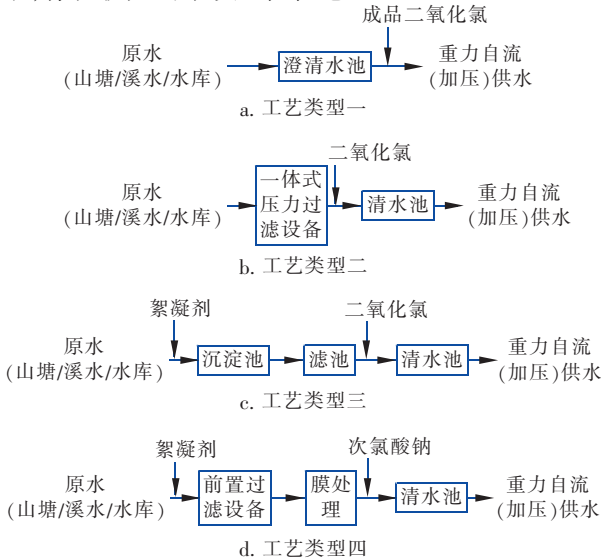 成品二氧化氯
原水
(山塘/溪水/水库)
澄清水池
重力自流
(加压)供水
a. 工艺类型一
二氧化氯
原水
(山塘/溪水/水库)
一体式
压力过
滤设备
清水池
重力自流
(加压)供水
b. 工艺类型二
絮凝剂
二氧化氯
原水
(山塘/溪水/水库)
沉淀池
滤池
清水池
重力自流
(加压)供水
c. 工艺类型三
絮凝剂
次氯酸钠
原水
(山塘/溪水/水库)
前置过
滤设备
膜处
理
清水池
重力自流
(加压)供水
d. 工艺类型四